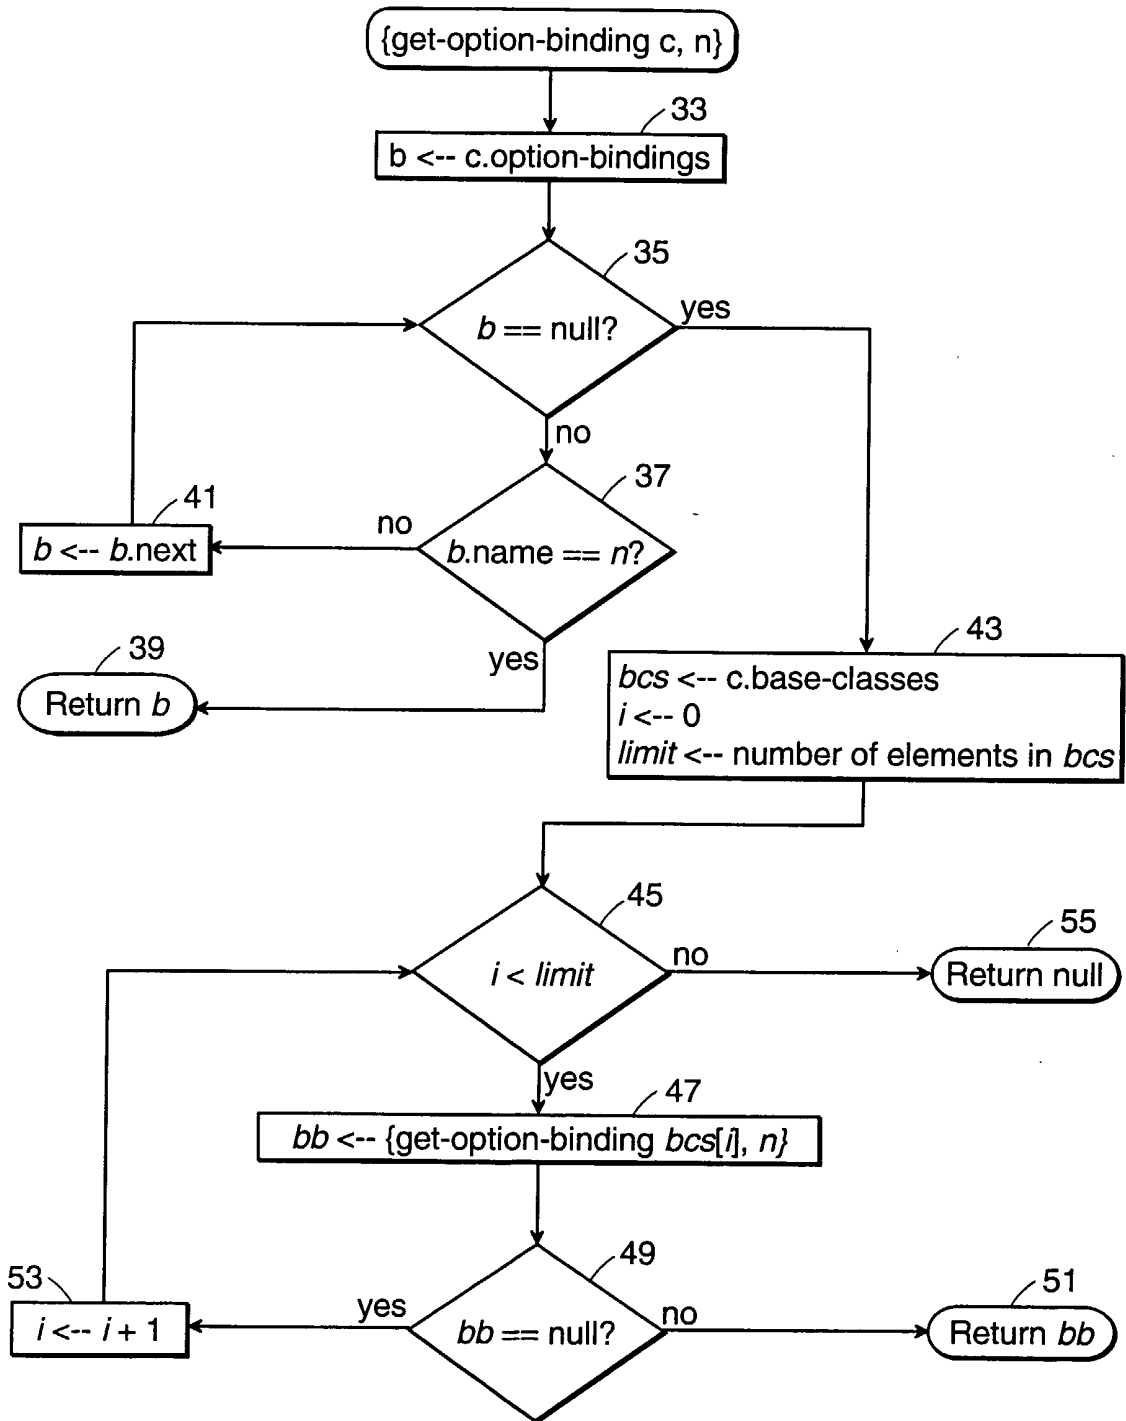 {get-option-binding c, n}
33
b <-- c.option-bindings
35
b == null?
yes
no
37
b.name == n?
no
41
b <-- b.next
yes
39
Return b
43
bcs <-- c.base-classes
i <-- 0
limit <-- number of elements in bcs
45
i < limit
no
55
Return null
yes
47
bb <-- {get-option-binding bcs[i], n}
49
bb == null?
yes
53
i <-- i + 1
no
51
Return bb